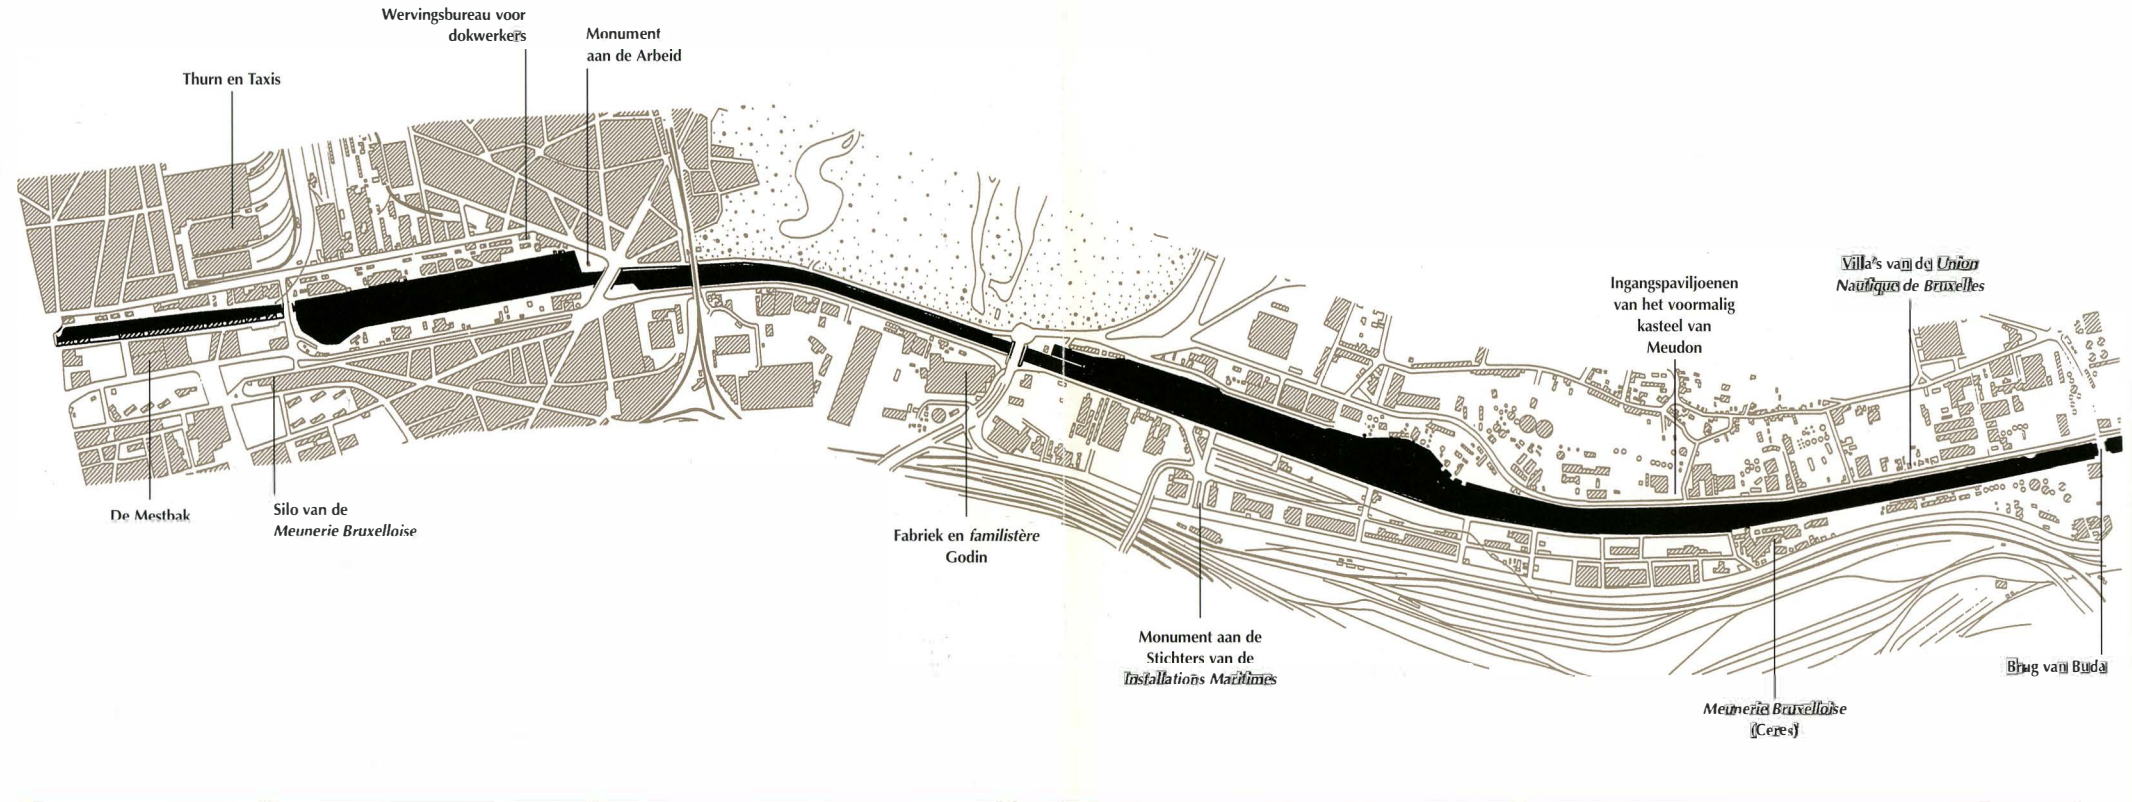 Wervingsbureau voor
dokwerkers
Monument
aan de Arbeid
Thurn en Taxis
Villa's van de Union
Nautique de Bruxelles
Ingangspaviljoenen
van het voormalig
kasteel van
Meudon
De Mestbak
Silo van de
Meunerie Bruxelloise
Fabriek en familistère
Godin
Monument aan de
Stichters van de
Installations Maritimes
Brug van Buda
Meunerie Bruxelloise
(Ceres)